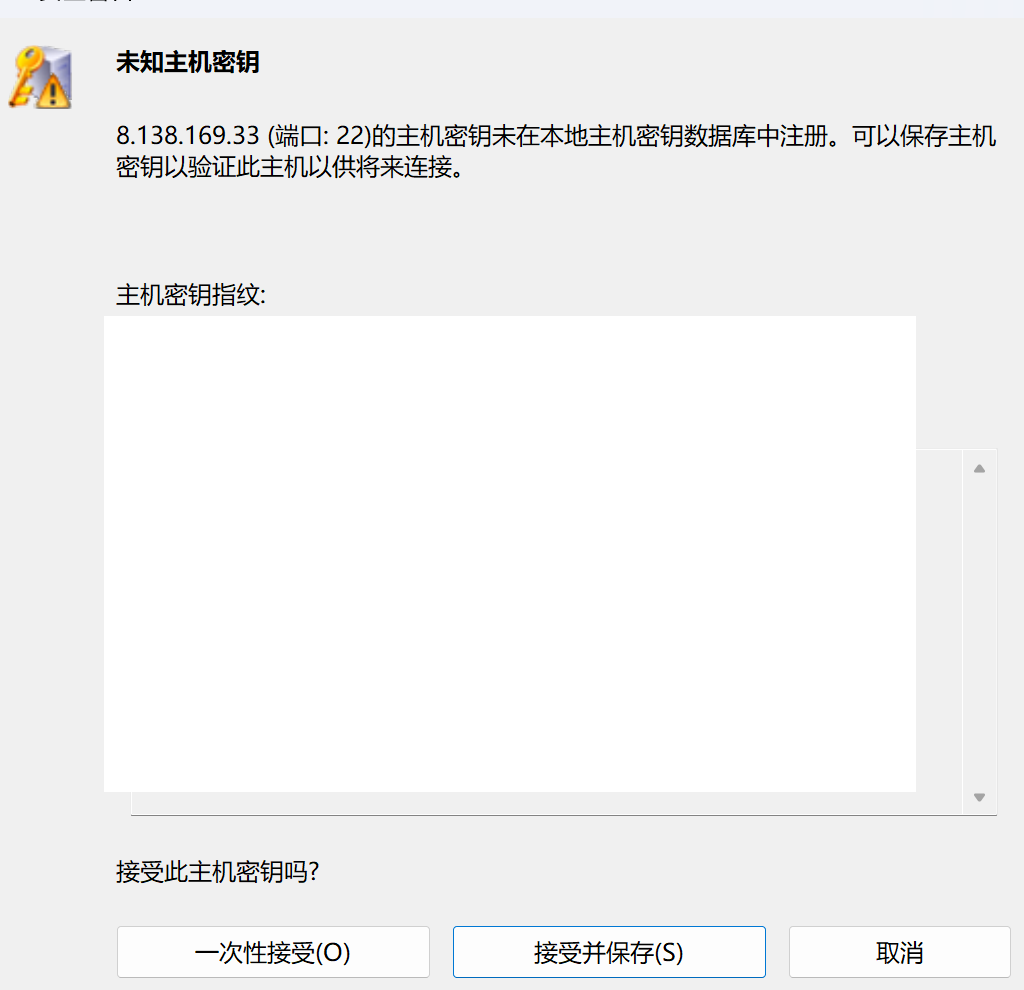 未知主机密钥
8.138.169.33 (端口: 22)的主机密钥未在本地主机密钥数据库中注册。可以保存主机
密钥以验证此主机以供将来连接。
主机密钥指纹:
接受此主机密钥吗?
一次性接受(O)
接受并保存(S)
取消